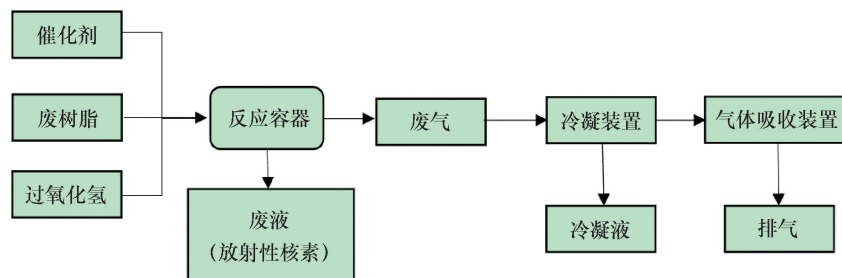 催化剂
废树脂
过氧化氢
反应容器
废气
冷凝装置
气体吸收装置
废液
（放射性核素）
冷凝液
排气